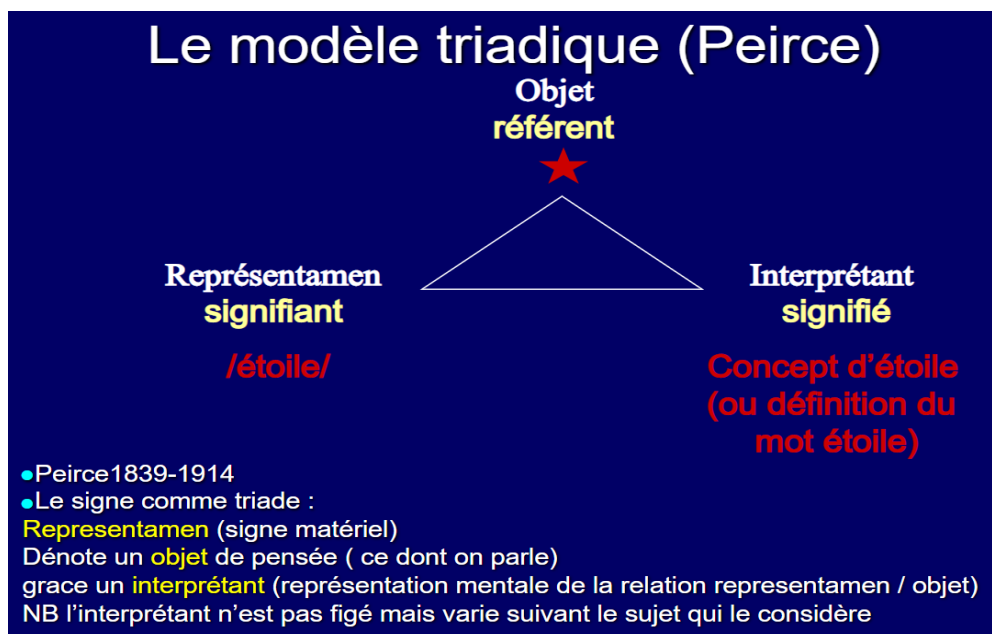 Le modèle triadique (Peirce)
Objet
référent
Représentamen
signifiant
/étoile/
Interprétant
signifié
Concept d'étoile
(ou définition du
mot étoile)
●Peirce1839-1914
●Le signe comme triade :
Representamen (signe matériel)
Dénote un objet de pensée ( ce dont on parle)
grace un interprétant (représentation mentale de la relation representamen / objet)
NB l'interprétant n'est pas figé mais varie suivant le sujet qui le considère